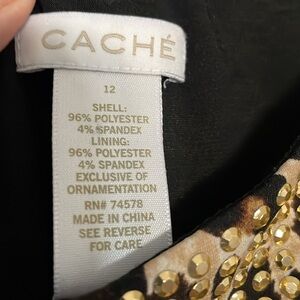 CACHÉ
12
SHELL:
96% POLYESTER
4% SPANDEX
LINING:
96% POLYESTER
4% SPANDEX
EXCLUSIVE OF
ORNAMENTATION
RN# 74578
MADE IN CHINA
SEE REVERSE
FOR CARE